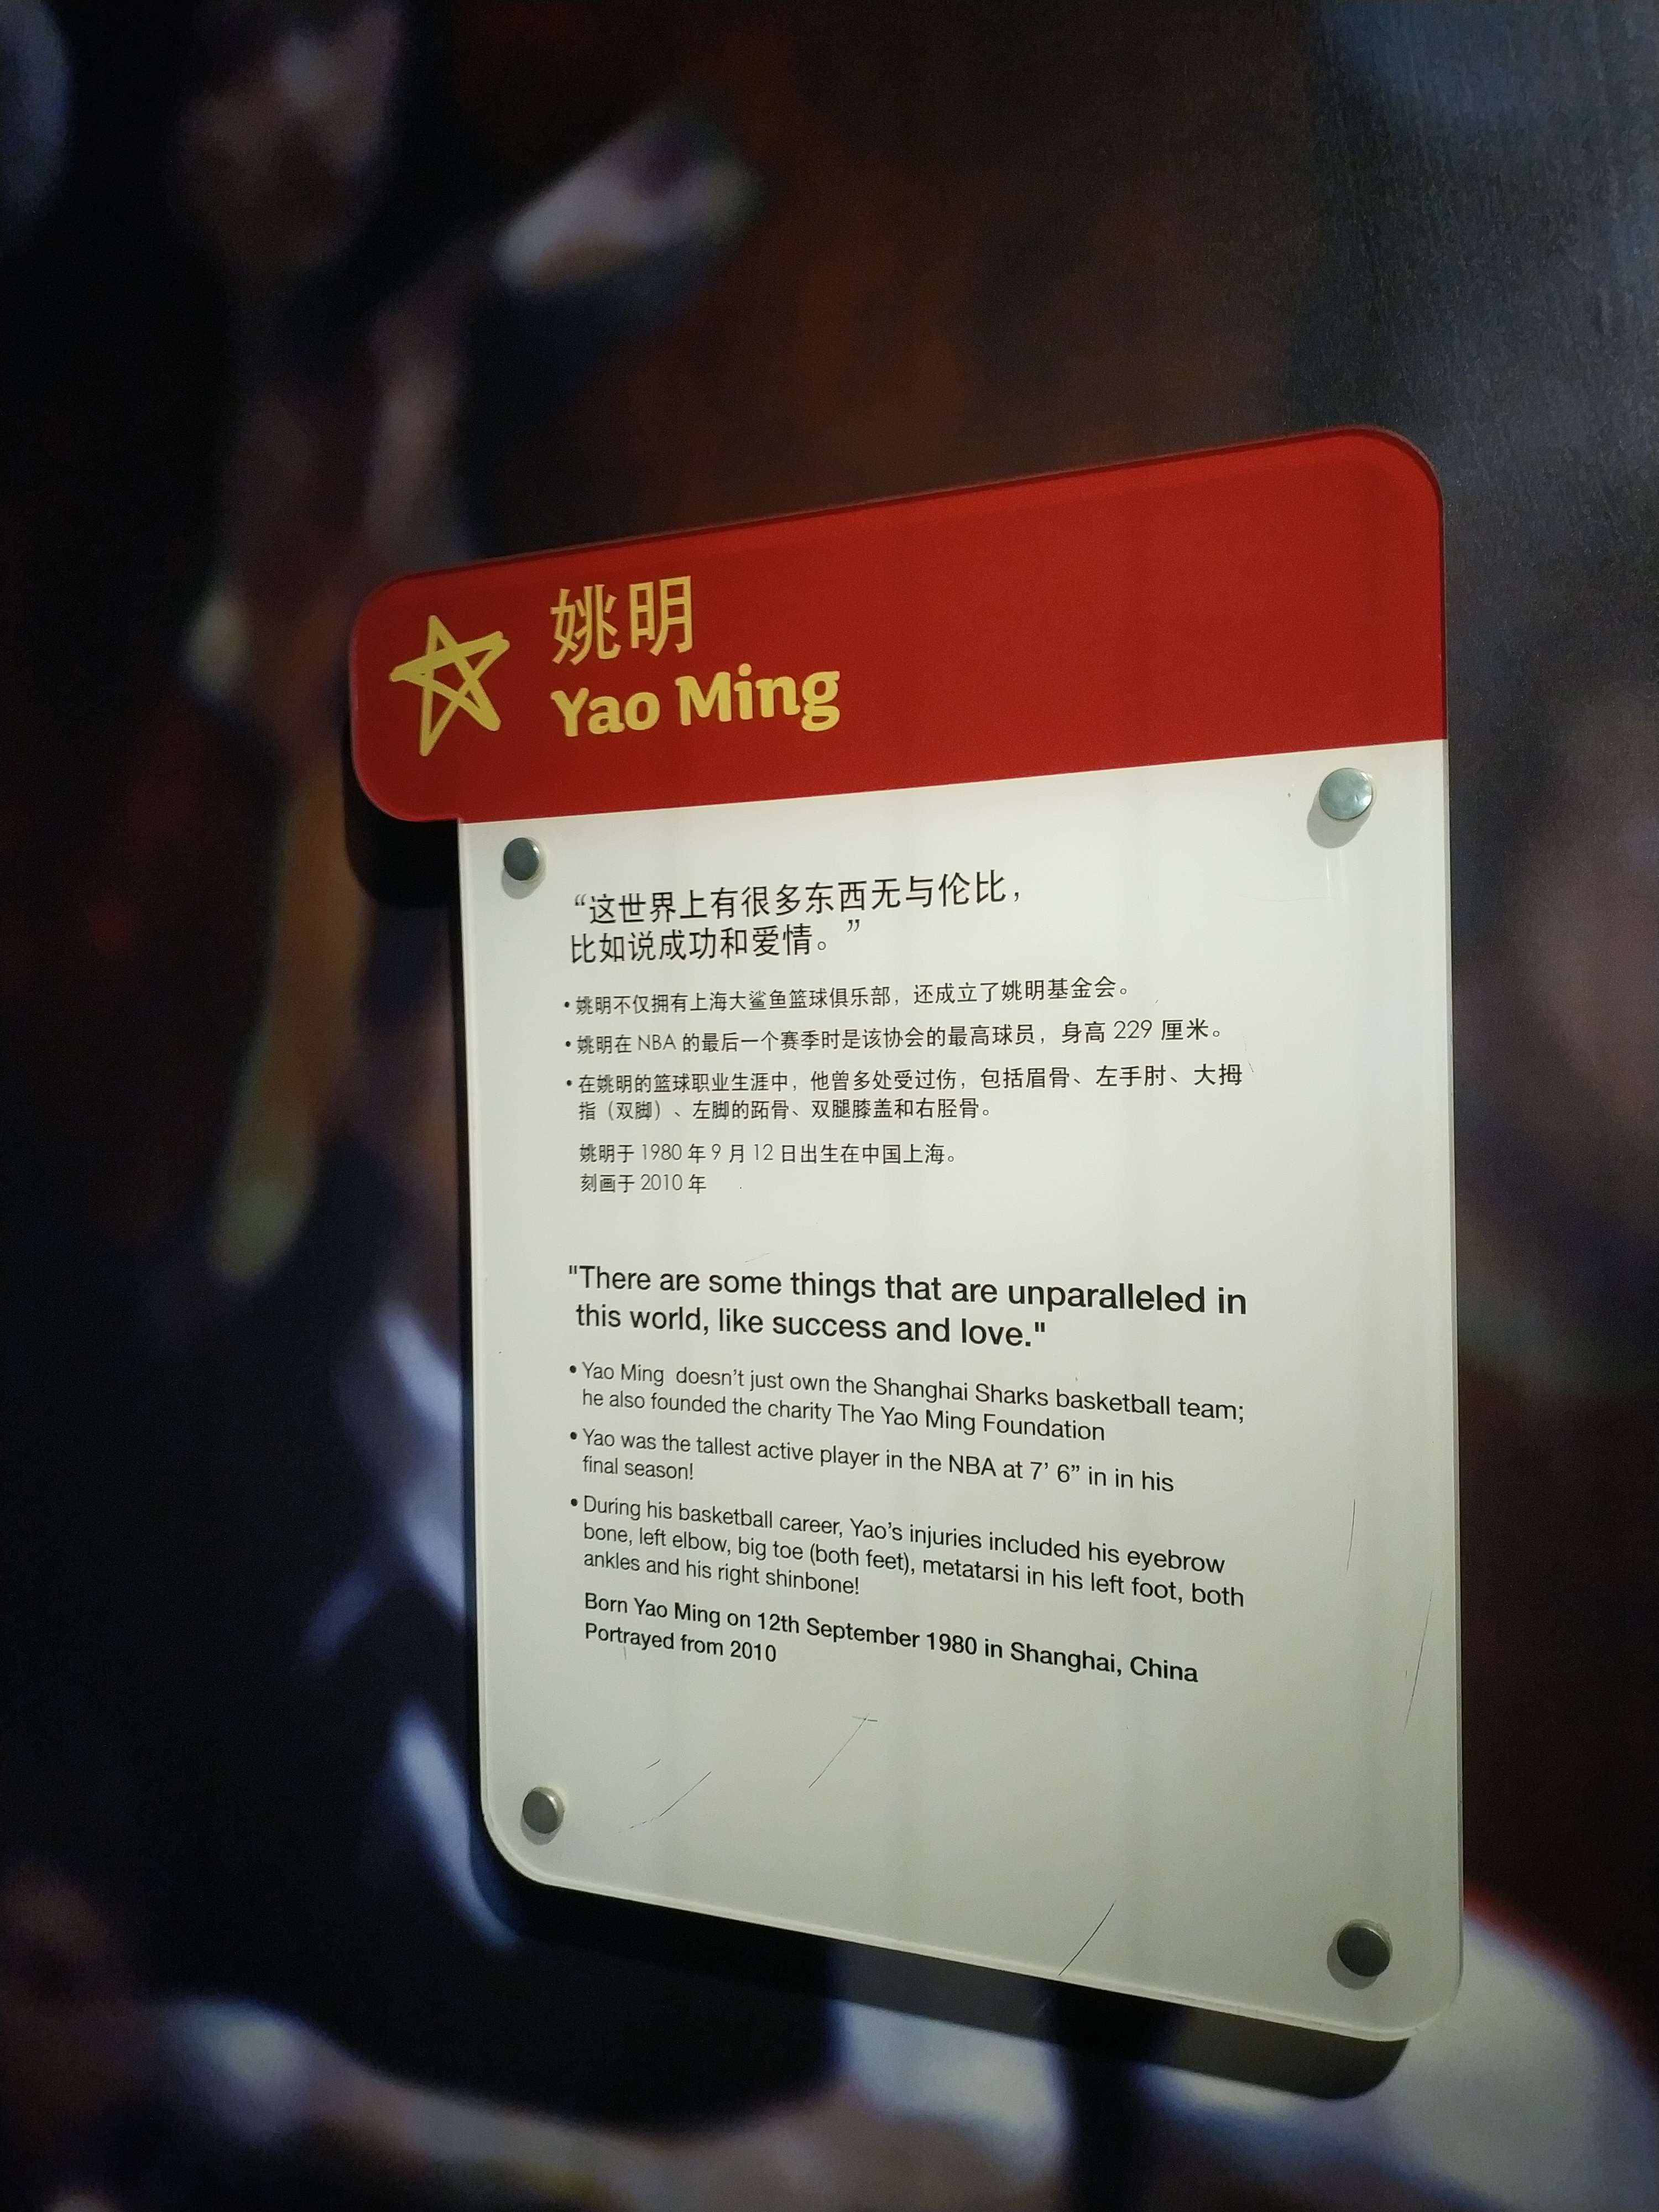 姚明
Yao Ming
“这世界上有很多东西无与伦比，
比如说成功和爱情。”
• 姚明不仅拥有上海大鲨鱼篮球俱乐部，还成立了姚明基金会。
• 姚明在 NBA 的最后一个赛季时是该协会的最高球员，身高 229 厘米。
• 在姚明的篮球职业生涯中，他曾多处受过伤，包括眉骨、左手肘、大拇
指（双脚）、左脚的跖骨、双腿膝盖和右胫骨。
姚明于 1980 年 9 月 12 日出生在中国上海。
刻画于 2010 年
"There are some things that are unparalleled in
this world, like success and love."
• Yao Ming  doesn’t just own the Shanghai Sharks basketball team;
he also founded the charity The Yao Ming Foundation
• Yao was the tallest active player in the NBA at 7’ 6” in in his
final season!
• During his basketball career, Yao’s injuries included his eyebrow
bone, left elbow, big toe (both feet), metatarsi in his left foot, both
ankles and his right shinbone!
Born Yao Ming on 12th September 1980 in Shanghai, China
Portrayed from 2010